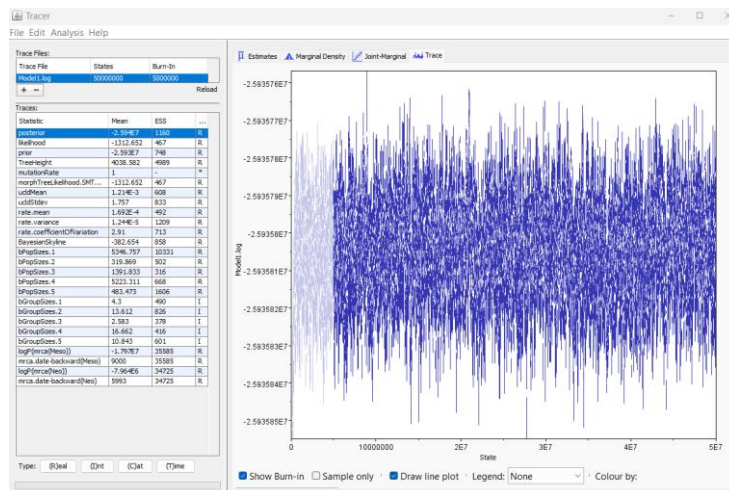 Tracer
File Edit Analysis Help
Trace Files:
Trace File States Burn-In
Model1.log 50000000 5000000
+ − Reload
Traces:
Statistic Mean ESS ...
posterior -2.594E7 1160 R
likelihood -1312.652 467 R
prior -2.593E7 748 R
TreeHeight 4038.582 4989 R
mutationRate 1 - *
morphTreeLikelihood.SMT... -1312.652 467 R
uddMean 1.214E-3 608 R
uddStdev 1.757 833 R
rate.mean 1.692E-4 492 R
rate.variance 1.244E-5 1209 R
rate.coefficientOfVariation 2.91 713 R
BayesianSkyline -382.654 858 R
bPopSizes.1 5346.757 10331 R
bPopSizes.2 319.869 502 R
bPopSizes.3 1391.833 316 R
bPopSizes.4 5223.311 668 R
bPopSizes.5 483.473 1606 R
bGroupSizes.1 4.3 490 I
bGroupSizes.2 13.612 826 I
bGroupSizes.3 2.583 378 I
bGroupSizes.4 16.662 416 I
bGroupSizes.5 10.843 601 I
logP(mrca(Meso)) -1.797E7 35585 R
mrca.date-backward(Meso) 9000 35585 R
logP(mrca(Neo)) -7.964E6 34725 R
mrca.date-backward(Neo) 5993 34725 R
Type: (R)eal (I)nt (C)at (T)ime
Estimates Marginal Density Joint-Marginal Trace
-2.593576E7
-2.593577E7
-2.593578E7
-2.593579E7
-2.59358E7
-2.593581E7
-2.593582E7
-2.593583E7
-2.593584E7
-2.593585E7
Model1.log
0 10000000 2E7 3E7 4E7 5E7
State
Show Burn-in Sample only Draw line plot Legend: None Colour by: